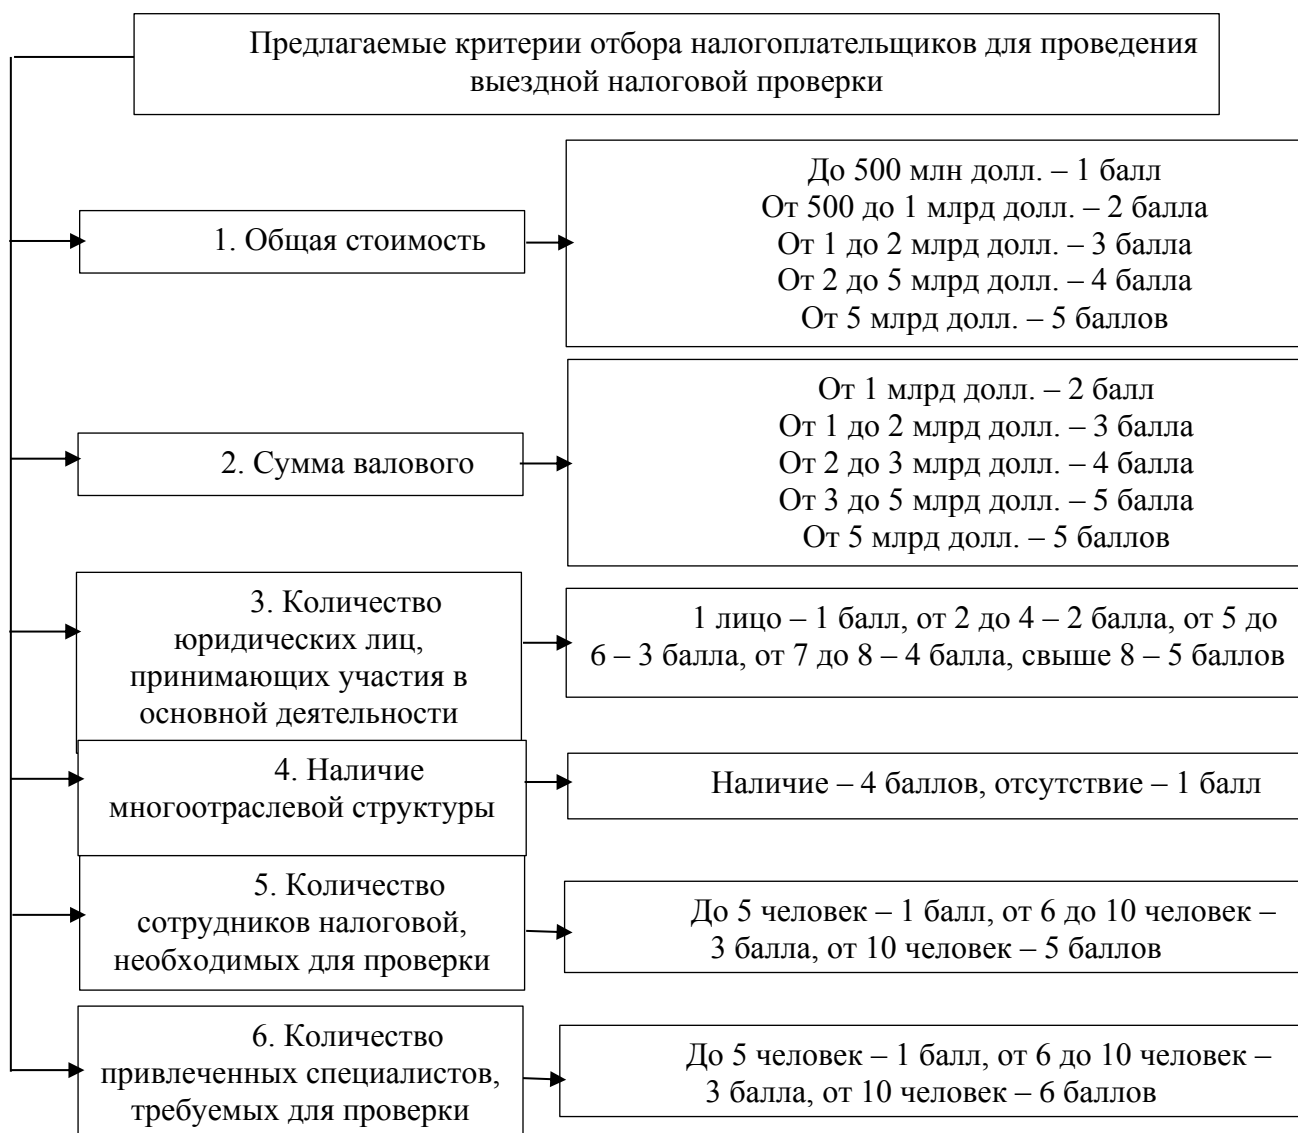 Предлагаемые критерии отбора налогоплательщиков для проведения
выездной налоговой проверки
1. Общая стоимость
До 500 млн долл. – 1 балл
От 500 до 1 млрд долл. – 2 балла
От 1 до 2 млрд долл. – 3 балла
От 2 до 5 млрд долл. – 4 балла
От 5 млрд долл. – 5 баллов
2. Сумма валового
От 1 млрд долл. – 2 балл
От 1 до 2 млрд долл. – 3 балла
От 2 до 3 млрд долл. – 4 балла
От 3 до 5 млрд долл. – 5 балла
От 5 млрд долл. – 5 баллов
3. Количество
юридических лиц,
принимающих участия в
основной деятельности
1 лицо – 1 балл, от 2 до 4 – 2 балла, от 5 до
6 – 3 балла, от 7 до 8 – 4 балла, свыше 8 – 5 баллов
4. Наличие
многоотраслевой структуры
Наличие – 4 баллов, отсутствие – 1 балл
5. Количество
сотрудников налоговой,
необходимых для проверки
До 5 человек – 1 балл, от 6 до 10 человек –
3 балла, от 10 человек – 5 баллов
6. Количество
привлеченных специалистов,
требуемых для проверки
До 5 человек – 1 балл, от 6 до 10 человек –
3 балла, от 10 человек – 6 баллов